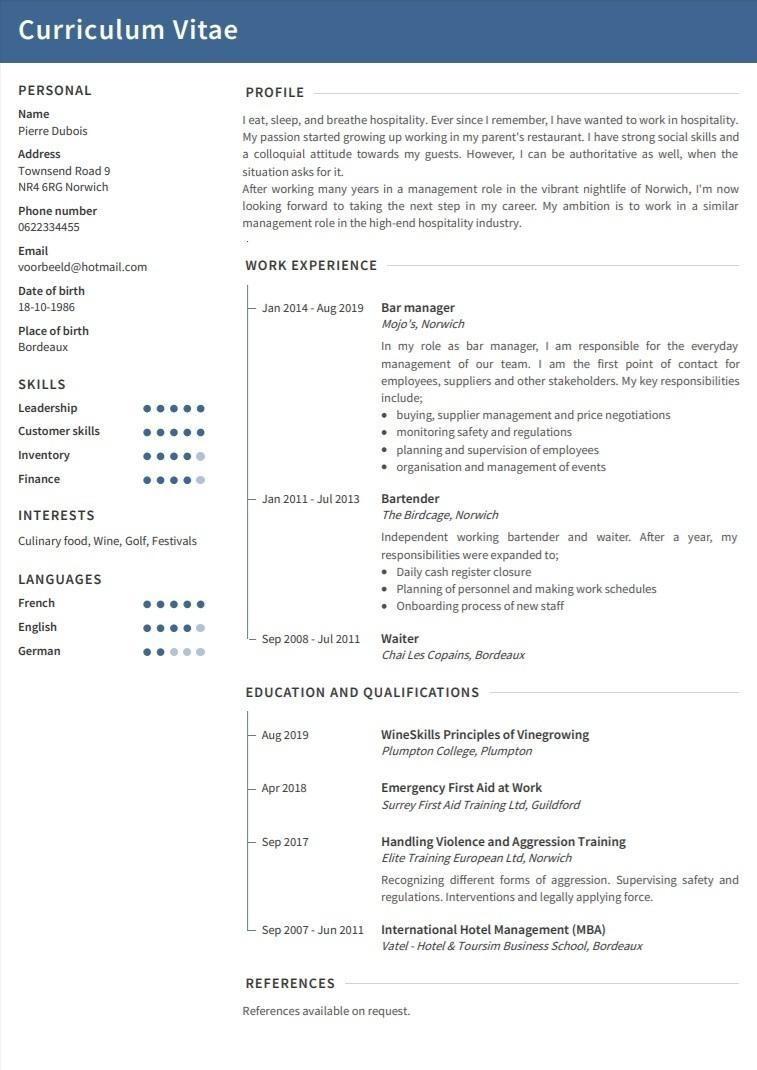 Curriculum Vitae
PERSONAL
Name
Pierre Dubois
Address
Townsend Road 9
NR4 6RG Norwich
Phone number
0622334455
Email
voorbeeld@hotmail.com
Date of birth
18-10-1986
Place of birth
Bordeaux
SKILLS
Leadership
Customer skills
Inventory
Finance
INTERESTS
Culinary food, Wine, Golf, Festivals
LANGUAGES
French
English
German
PROFILE
I eat, sleep, and breathe hospitality. Ever since I remember, I have wanted to work in hospitality.
My passion started growing up working in my parent's restaurant. I have strong social skills and
a colloquial attitude towards my guests. However, I can be authoritative as well, when the
situation asks for it.
After working many years in a management role in the vibrant nightlife of Norwich, I'm now
looking forward to taking the next step in my career. My ambition is to work in a similar
management role in the high-end hospitality industry.
.
WORK EXPERIENCE
Jan 2014 - Aug 2019 Bar manager
Mojo's, Norwich
In my role as bar manager, I am responsible for the everyday
management of our team. I am the first point of contact for
employees, suppliers and other stakeholders. My key responsibilities
include;
• buying, supplier management and price negotiations
• monitoring safety and regulations
• planning and supervision of employees
• organisation and management of events
Jan 2011 - Jul 2013 Bartender
The Birdcage, Norwich
Independent working bartender and waiter. After a year, my
responsibilities were expanded to;
• Daily cash register closure
• Planning of personnel and making work schedules
• Onboarding process of new staff
Sep 2008 - Jul 2011 Waiter
Chai Les Copains, Bordeaux
EDUCATION AND QUALIFICATIONS
Aug 2019 WineSkills Principles of Vinegrowing
Plumpton College, Plumpton
Apr 2018 Emergency First Aid at Work
Surrey First Aid Training Ltd, Guildford
Sep 2017 Handling Violence and Aggression Training
Elite Training European Ltd, Norwich
Recognizing different forms of aggression. Supervising safety and
regulations. Interventions and legally applying force.
Sep 2007 - Jun 2011 International Hotel Management (MBA)
Vatel - Hotel & Toursim Business School, Bordeaux
REFERENCES
References available on request.